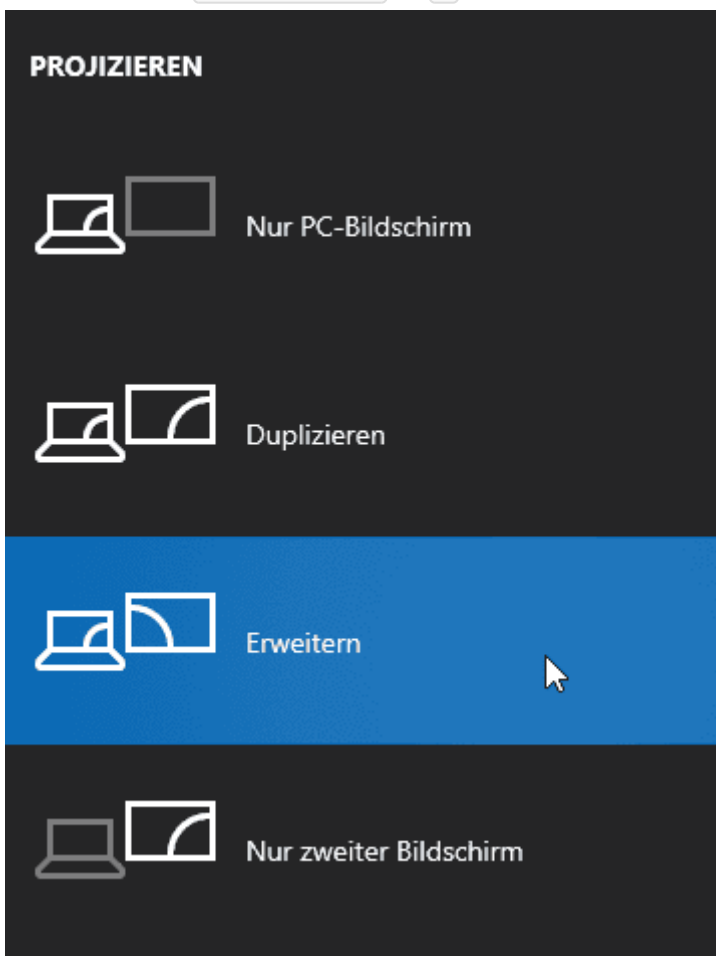 PROJIZIEREN
Nur PC-Bildschirm
Duplizieren
Erweitern
Nur zweiter Bildschirm